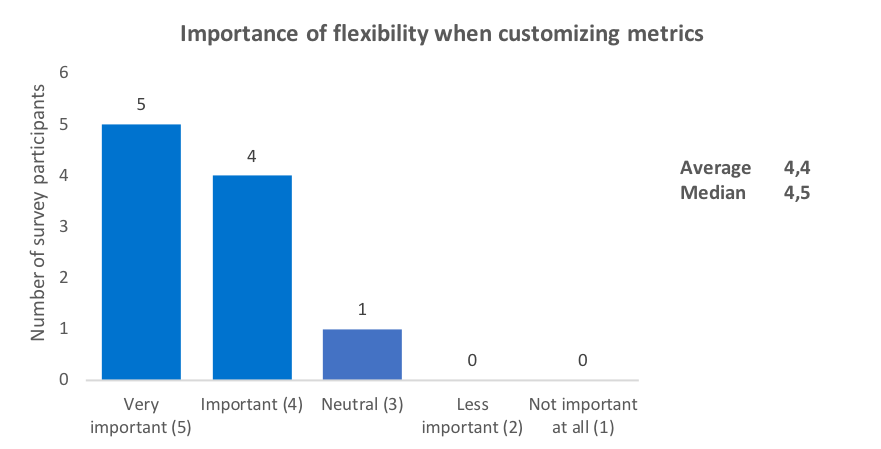 Importance of flexibility when customizing metrics
Number of survey participants
6
5
4
3
2
1
0
5
4
1
0
0
Very important (5)
Important (4)
Neutral (3)
Less important (2)
Not important at all (1)
Average 4,4
Median 4,5